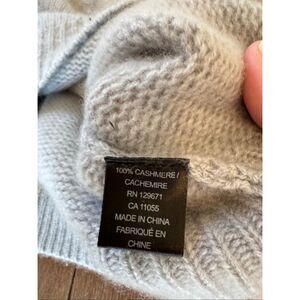 100% CASHMERE/
CACHEMIRE
RN 129671
CA 11055
MADE IN CHINA
FABRIQUÉ EN
CHINE